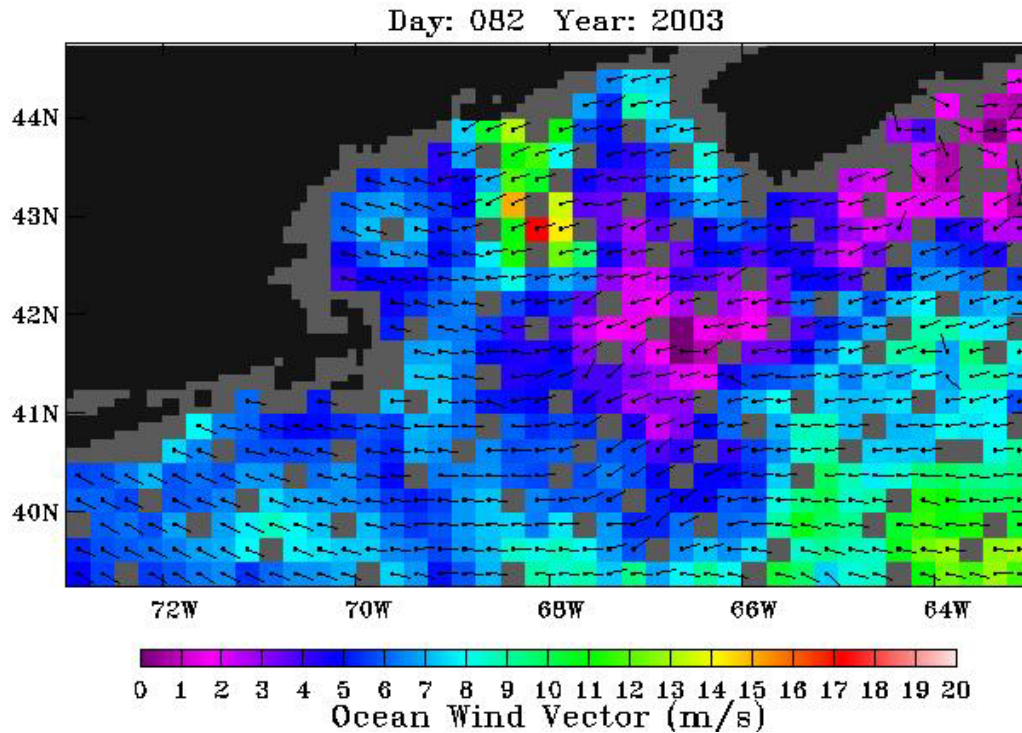 Day: 082 Year: 2003
44N
43N
42N
41N
40N
72W 70W 68W 66W 64W
0 1 2 3 4 5 6 7 8 9 10 11 12 13 14 15 16 17 18 19 20
Ocean Wind Vector (m/s)